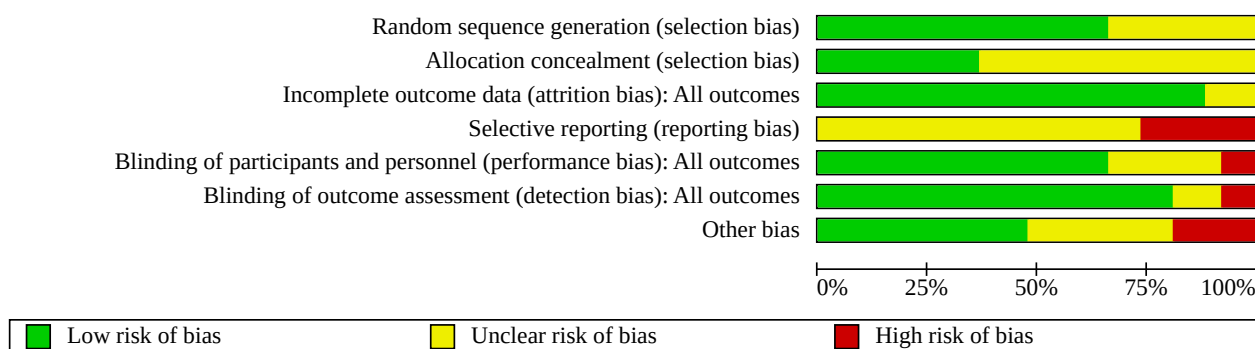 Random sequence generation (selection bias)
Allocation concealment (selection bias)
Incomplete outcome data (attrition bias): All outcomes
Selective reporting (reporting bias)
Blinding of participants and personnel (performance bias): All outcomes
Blinding of outcome assessment (detection bias): All outcomes
Other bias
0% 25% 50% 75% 100%
Low risk of bias Unclear risk of bias High risk of bias